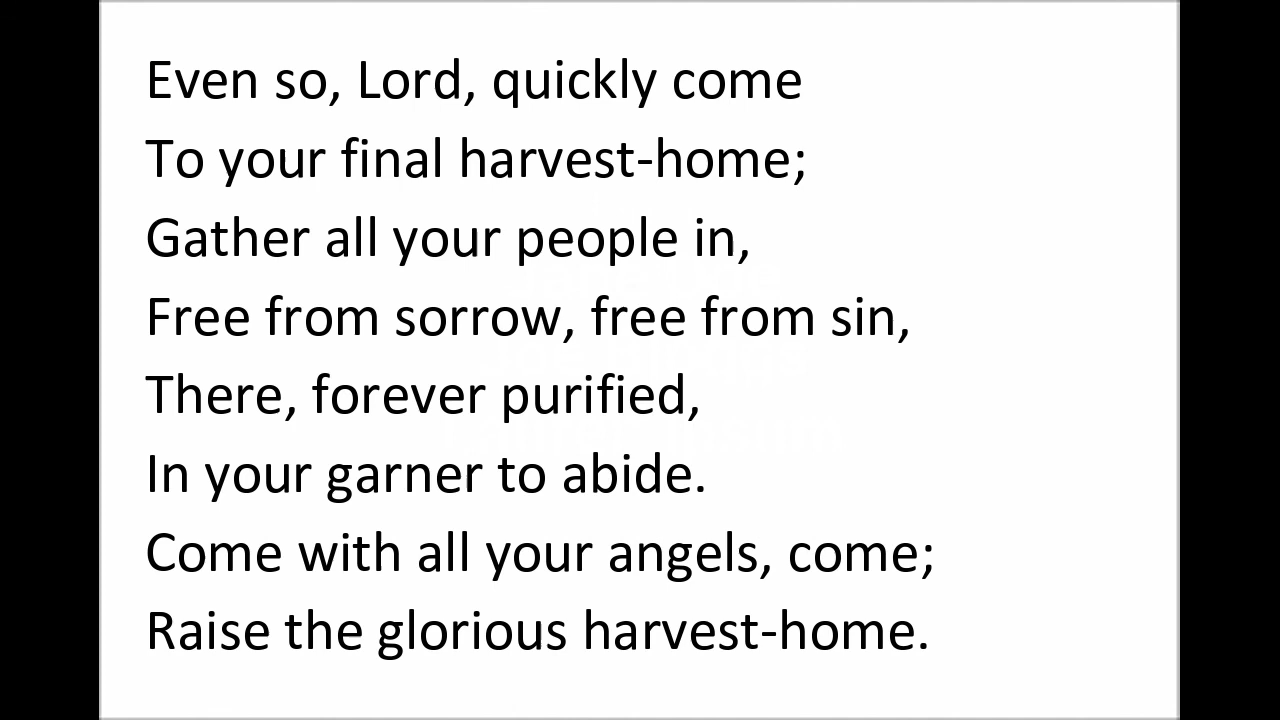 Even so, Lord, quickly come
To your final harvest-home;
Gather all your people in,
Free from sorrow, free from sin,
There, forever purified,
In your garner to abide.
Come with all your angels, come;
Raise the glorious harvest-home.